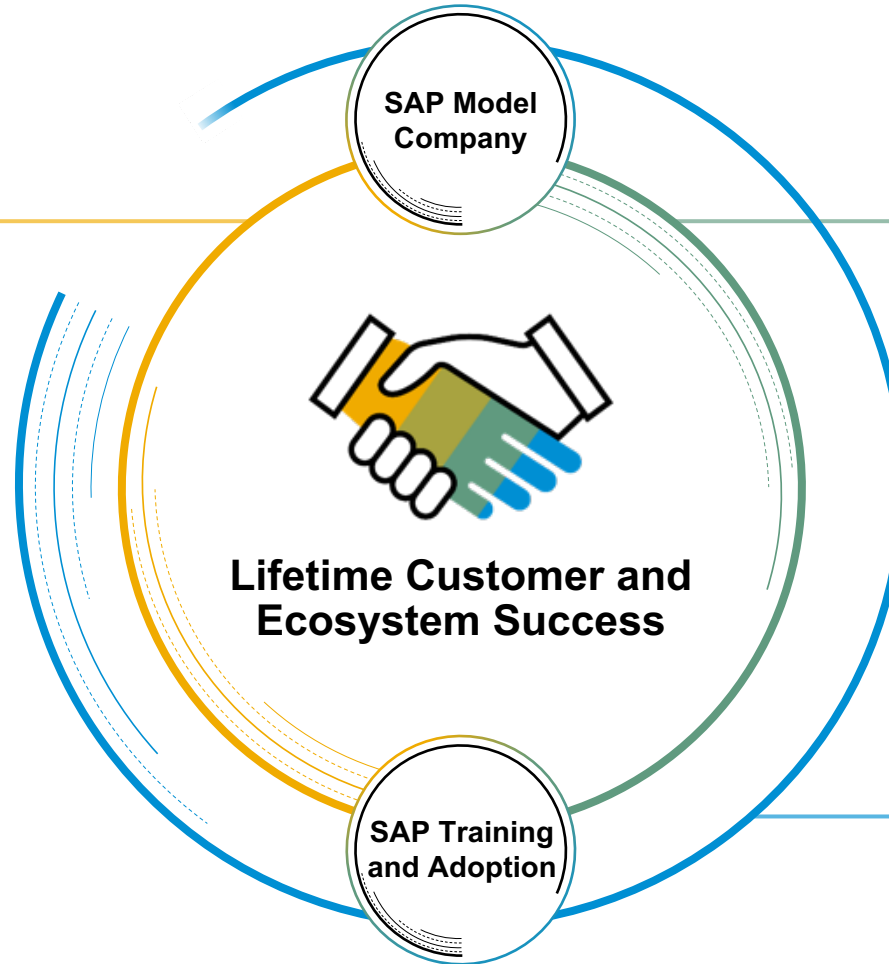 SAP Model
Company
Lifetime Customer and
Ecosystem Success
SAP Training
and Adoption